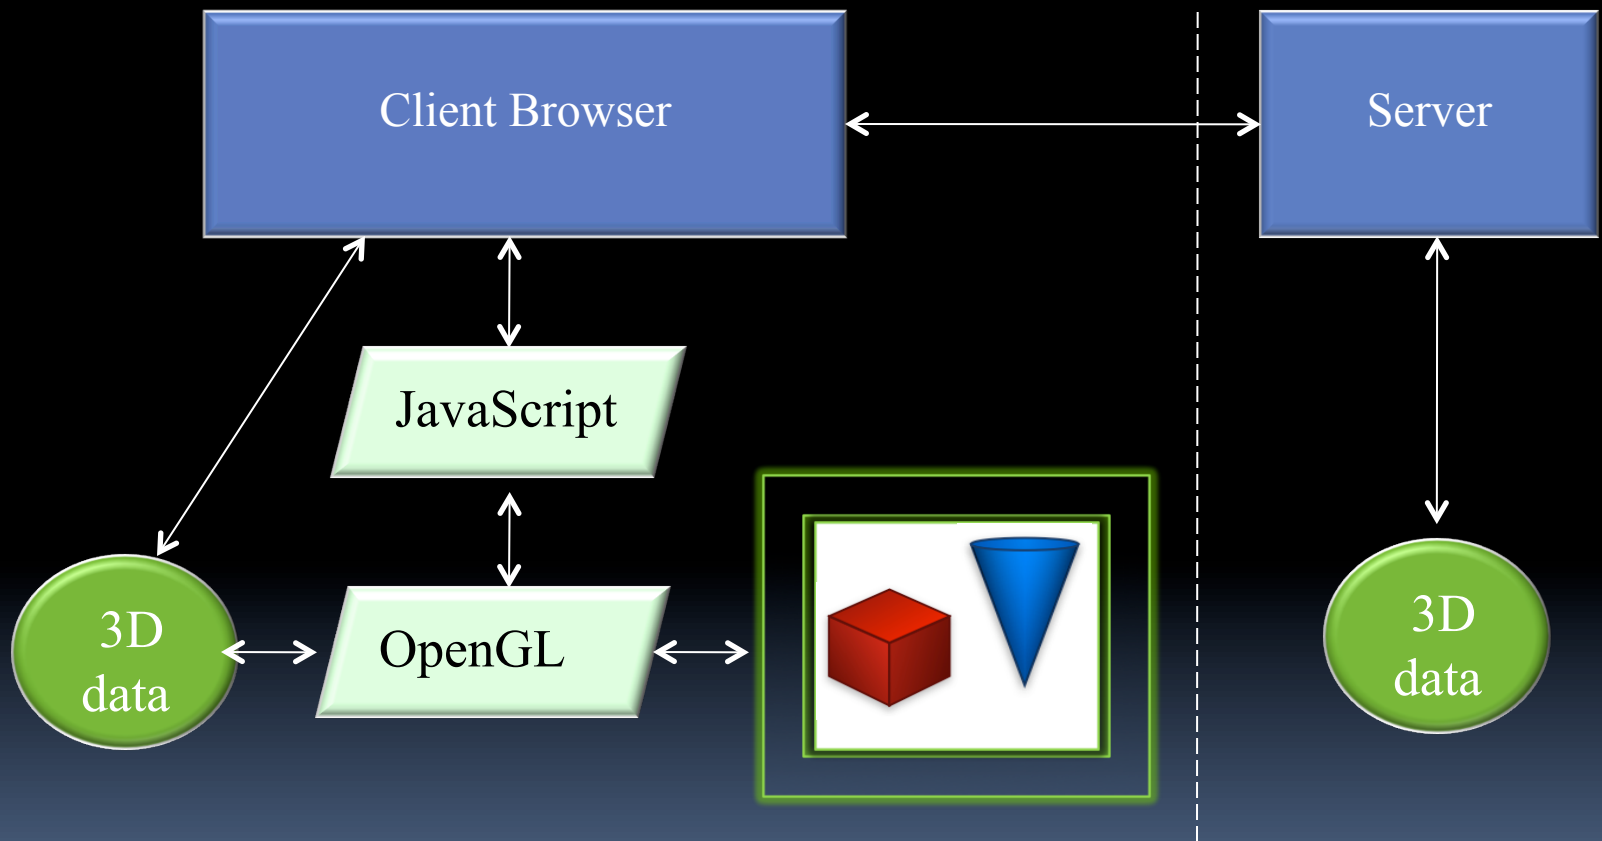 Client Browser
Server
JavaScript
OpenGL
3D
data
3D
data